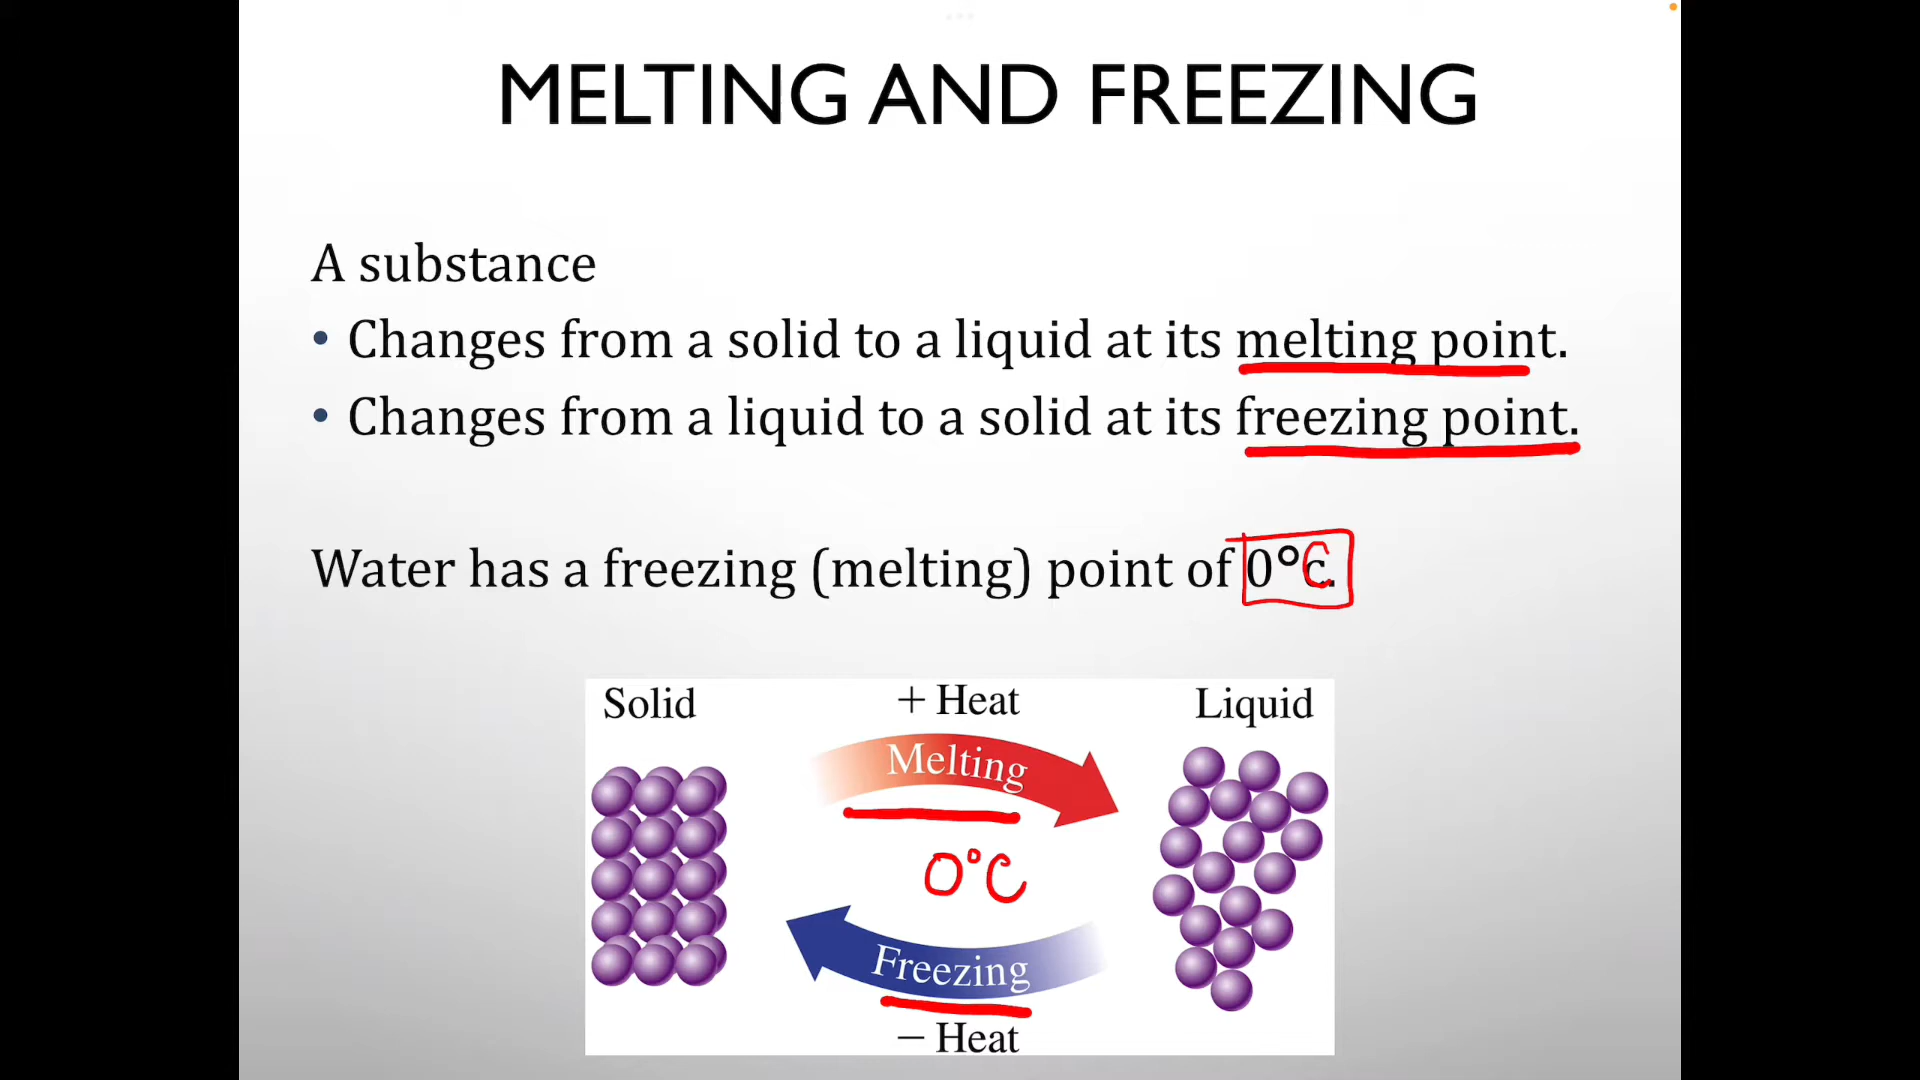 MELTING AND FREEZING
A substance
• Changes from a solid to a liquid at its melting point.
• Changes from a liquid to a solid at its freezing point.
Water has a freezing (melting) point of 0°C.
Solid + Heat Liquid
Melting
0°C
Freezing
− Heat